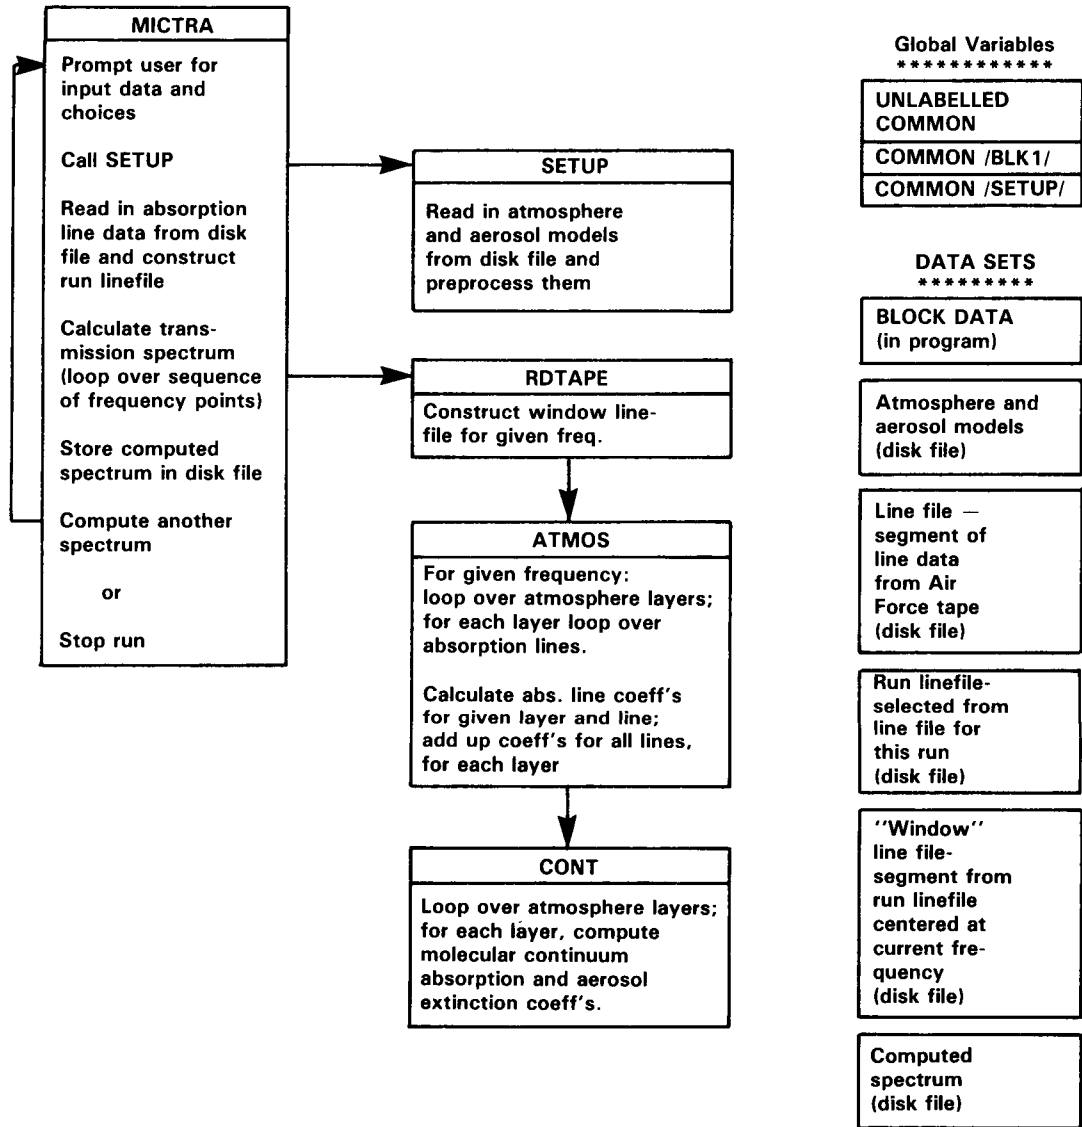 MICTRA
Prompt user for
input data and
choices
Call SETUP
Read in absorption
line data from disk
file and construct
run linefile
Calculate trans-
mission spectrum
(loop over sequence
of frequency points)
Store computed
spectrum in disk file
Compute another
spectrum
or
Stop run
SETUP
Read in atmosphere
and aerosol models
from disk file and
preprocess them
RDTAPE
Construct window line-
file for given freq.
ATMOS
For given frequency:
loop over atmosphere layers;
for each layer loop over
absorption lines.
Calculate abs. line coeff's
for given layer and line;
add up coeff's for all lines,
for each layer
CONT
Loop over atmosphere layers;
for each layer, compute
molecular continuum
absorption and aerosol
extinction coeff's.
Global Variables
* * * * * * * * * * * *
UNLABELLED
COMMON
COMMON /BLK1/
COMMON /SETUP/
DATA SETS
* * * * * * * * *
BLOCK DATA
(in program)
Atmosphere and
aerosol models
(disk file)
Line file —
segment of
line data
from Air
Force tape
(disk file)
Run linefile-
selected from
line file for
this run
(disk file)
"Window"
line file-
segment from
run linefile
centered at
current fre-
quency
(disk file)
Computed
spectrum
(disk file)